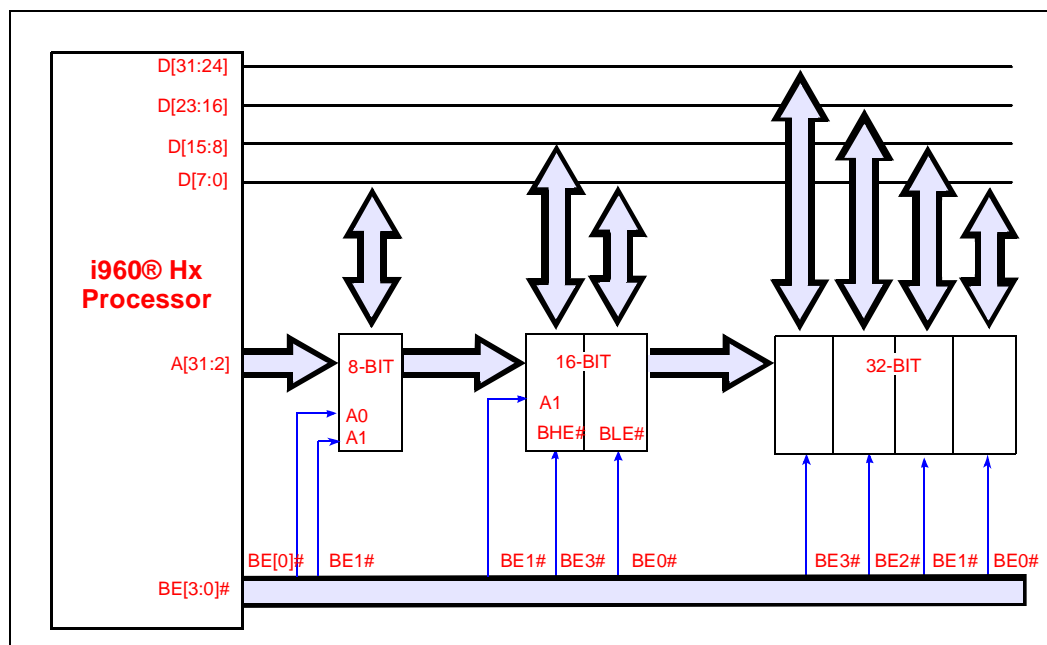 D[31:24]
D[23:16]
D[15:8]
D[7:0]
i960® Hx
Processor
A[31:2]
8-BIT
16-BIT
32-BIT
A0
A1
A1
BHE#
BLE#
BE[0]#
BE1#
BE1#
BE3#
BE0#
BE3#
BE2#
BE1#
BE0#
BE[3:0]#